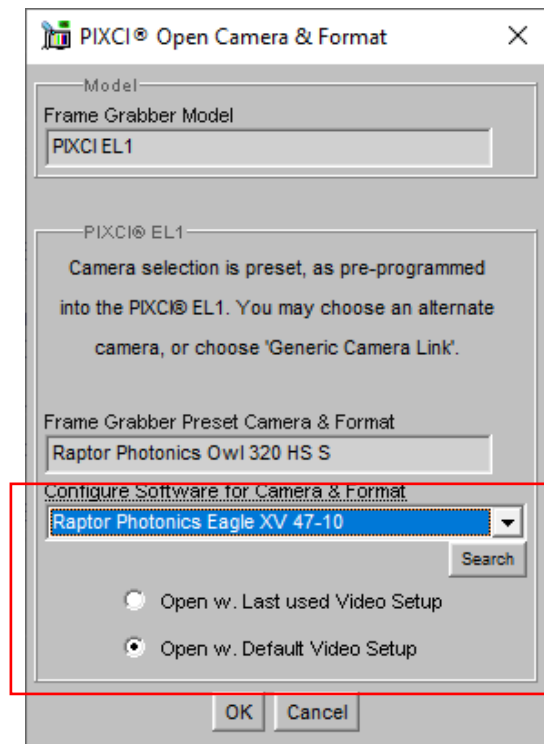 PIXCI® Open Camera & Format
Model
Frame Grabber Model
PIXCI EL1
PIXCI® EL1
Camera selection is preset, as pre-programmed
into the PIXCI® EL1. You may choose an alternate
camera, or choose 'Generic Camera Link'.
Frame Grabber Preset Camera & Format
Raptor Photonics Owl 320 HS S
Configure Software for Camera & Format
Raptor Photonics Eagle XV 47-10
Search
Open w. Last used Video Setup
Open w. Default Video Setup
OK Cancel